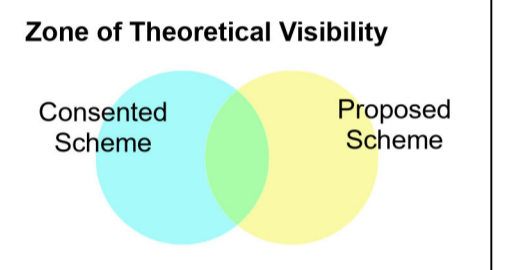 Zone of Theoretical Visibility
Consented
Scheme
Proposed
Scheme